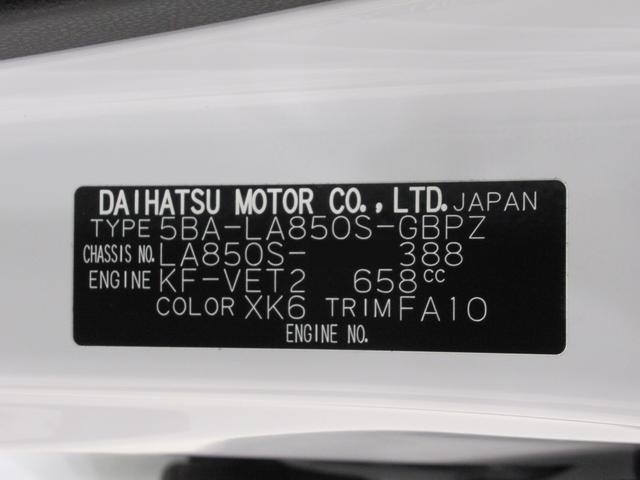 DAIHATSU MOTOR CO., LTD. JAPAN
TYPE 5BA-LA850S-GBPZ
CHASSIS NO. LA850S- 388
ENGINE KF-VET2 658cc
COLOR XK6 TRIM FA10
ENGINE NO.